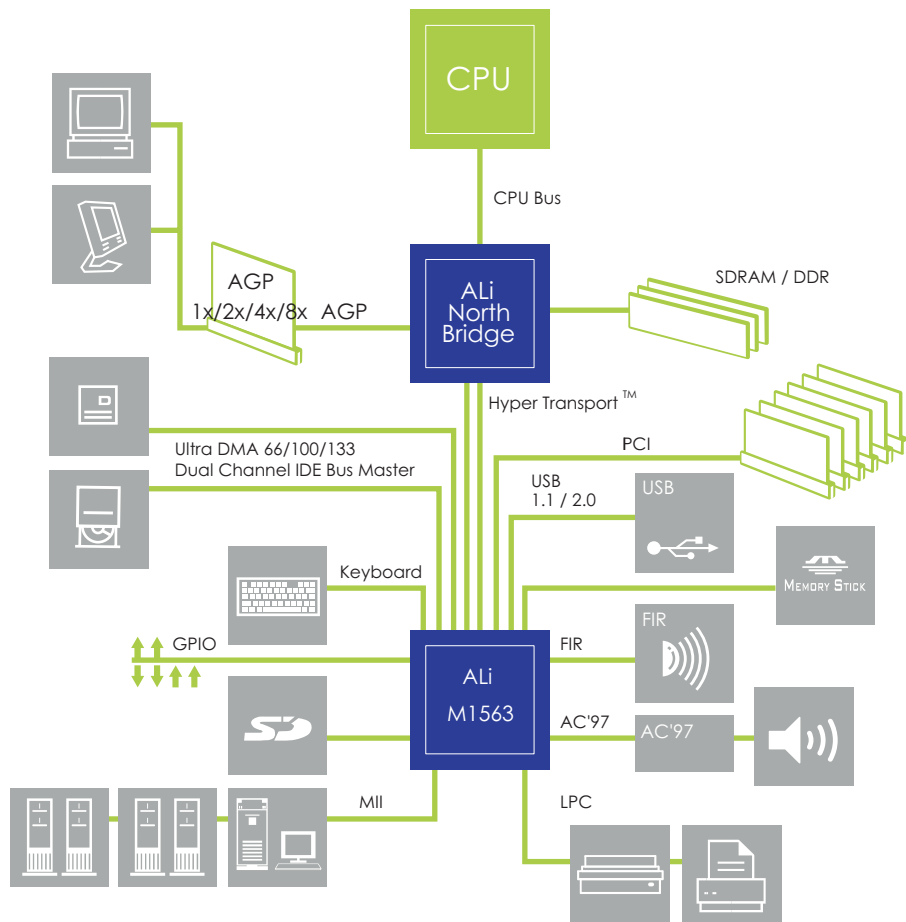 CPU
CPU Bus
AGP
1x/2x/4x/8x AGP
ALi
North
Bridge
SDRAM / DDR
Hyper Transport ™
Ultra DMA 66/100/133
Dual Channel IDE Bus Master
PCI
USB
1.1 / 2.0
USB
Keyboard
MEMORY STICK
GPIO
ALi
M1563
FIR
FIR
SD
AC'97
AC'97
MII
LPC